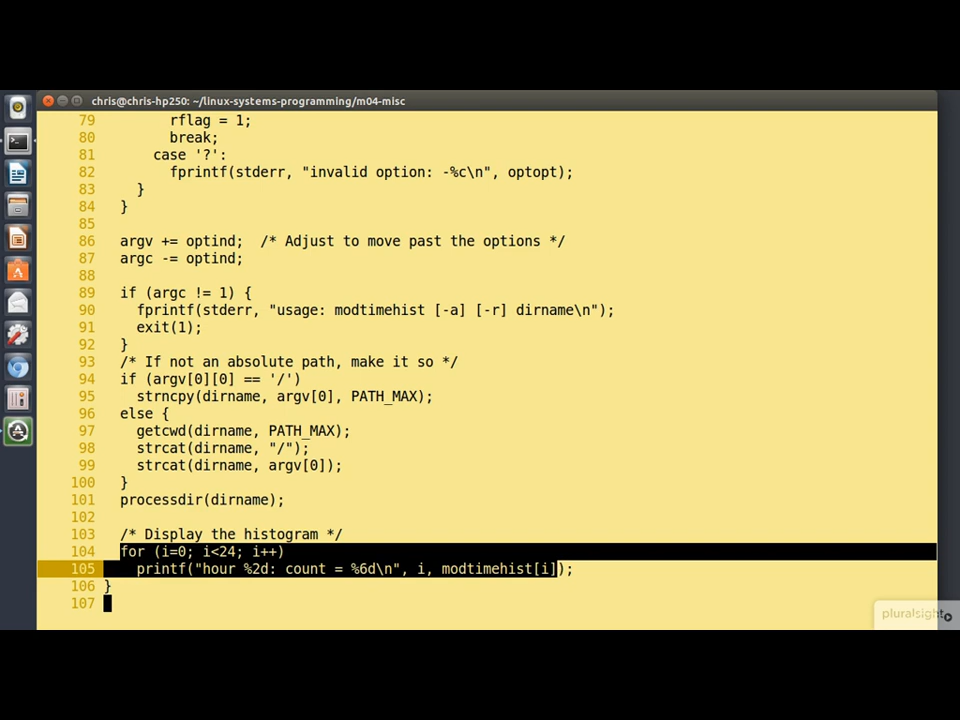 chris@chris-hp250: ~/linux-systems-programming/m04-misc
79         rflag = 1;
80         break;
81       case '?':
82         fprintf(stderr, "invalid option: -%c\n", optopt);
83     }
84   }
85
86   argv += optind;  /* Adjust to move past the options */
87   argc -= optind;
88
89   if (argc != 1) {
90     fprintf(stderr, "usage: modtimehist [-a] [-r] dirname\n");
91     exit(1);
92   }
93   /* If not an absolute path, make it so */
94   if (argv[0][0] == '/')
95     strncpy(dirname, argv[0], PATH_MAX);
96   else {
97     getcwd(dirname, PATH_MAX);
98     strcat(dirname, "/");
99     strcat(dirname, argv[0]);
100   }
101   processdir(dirname);
102
103   /* Display the histogram */
104   for (i=0; i<24; i++)
105     printf("hour %2d: count = %6d\n", i, modtimehist[i]);
106 }
107
pluralsight